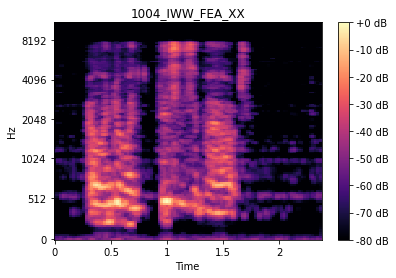 1004_IWW_FEA_XX
+0 dB
8192
-10 dB
4096
-20 dB
-30 dB
2048
Hz
-40 dB
1024
-50 dB
512
-60 dB
-70 dB
0
-80 dB
0 0.5 1 1.5 2
Time